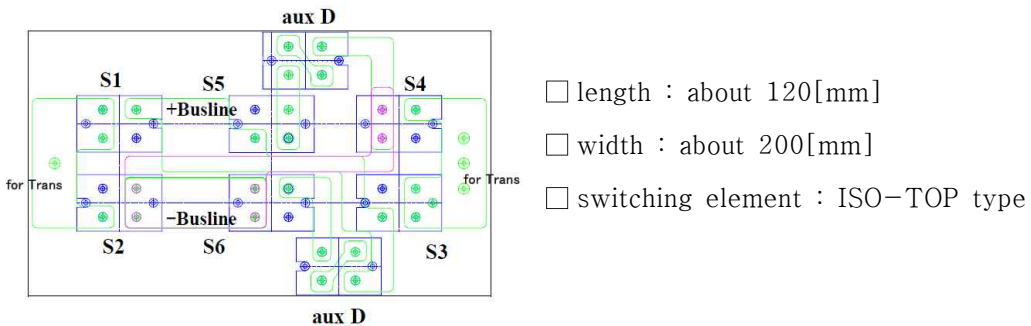 aux D
S1 S5 S4
+Busline
for Trans for Trans
−Busline
S2 S6 S3
aux D
□ length : about 120[mm]
□ width : about 200[mm]
□ switching element : ISO−TOP type